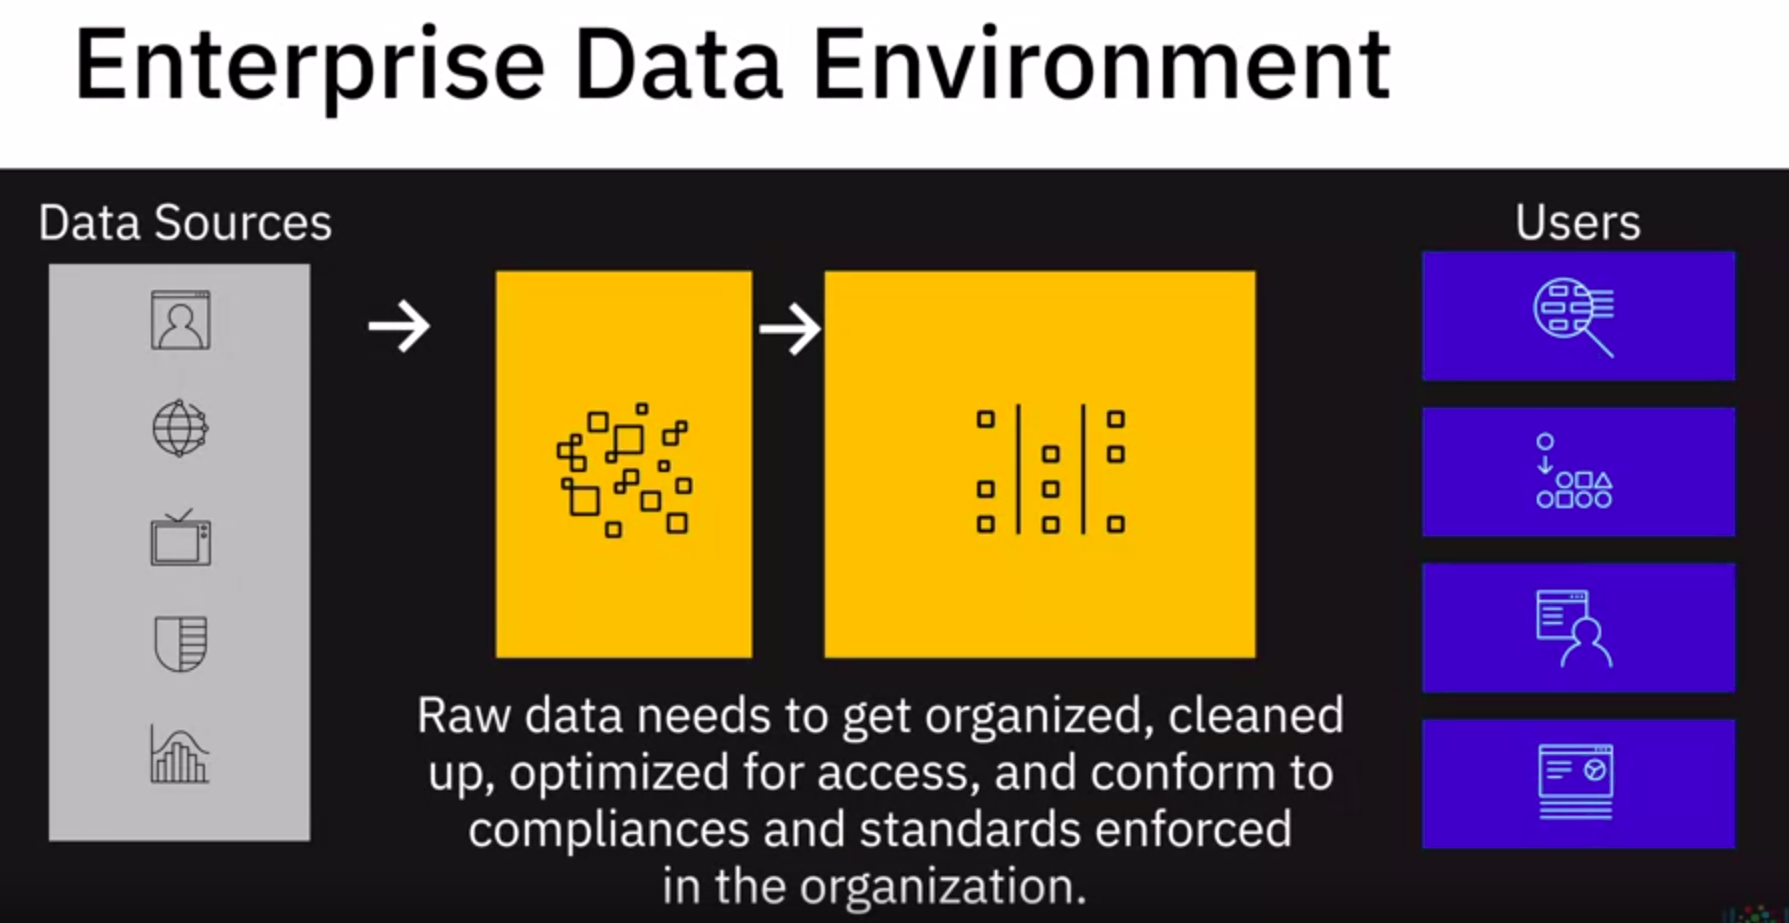 Enterprise Data Environment
Data Sources
Users
Raw data needs to get organized, cleaned
up, optimized for access, and conform to
compliances and standards enforced
in the organization.